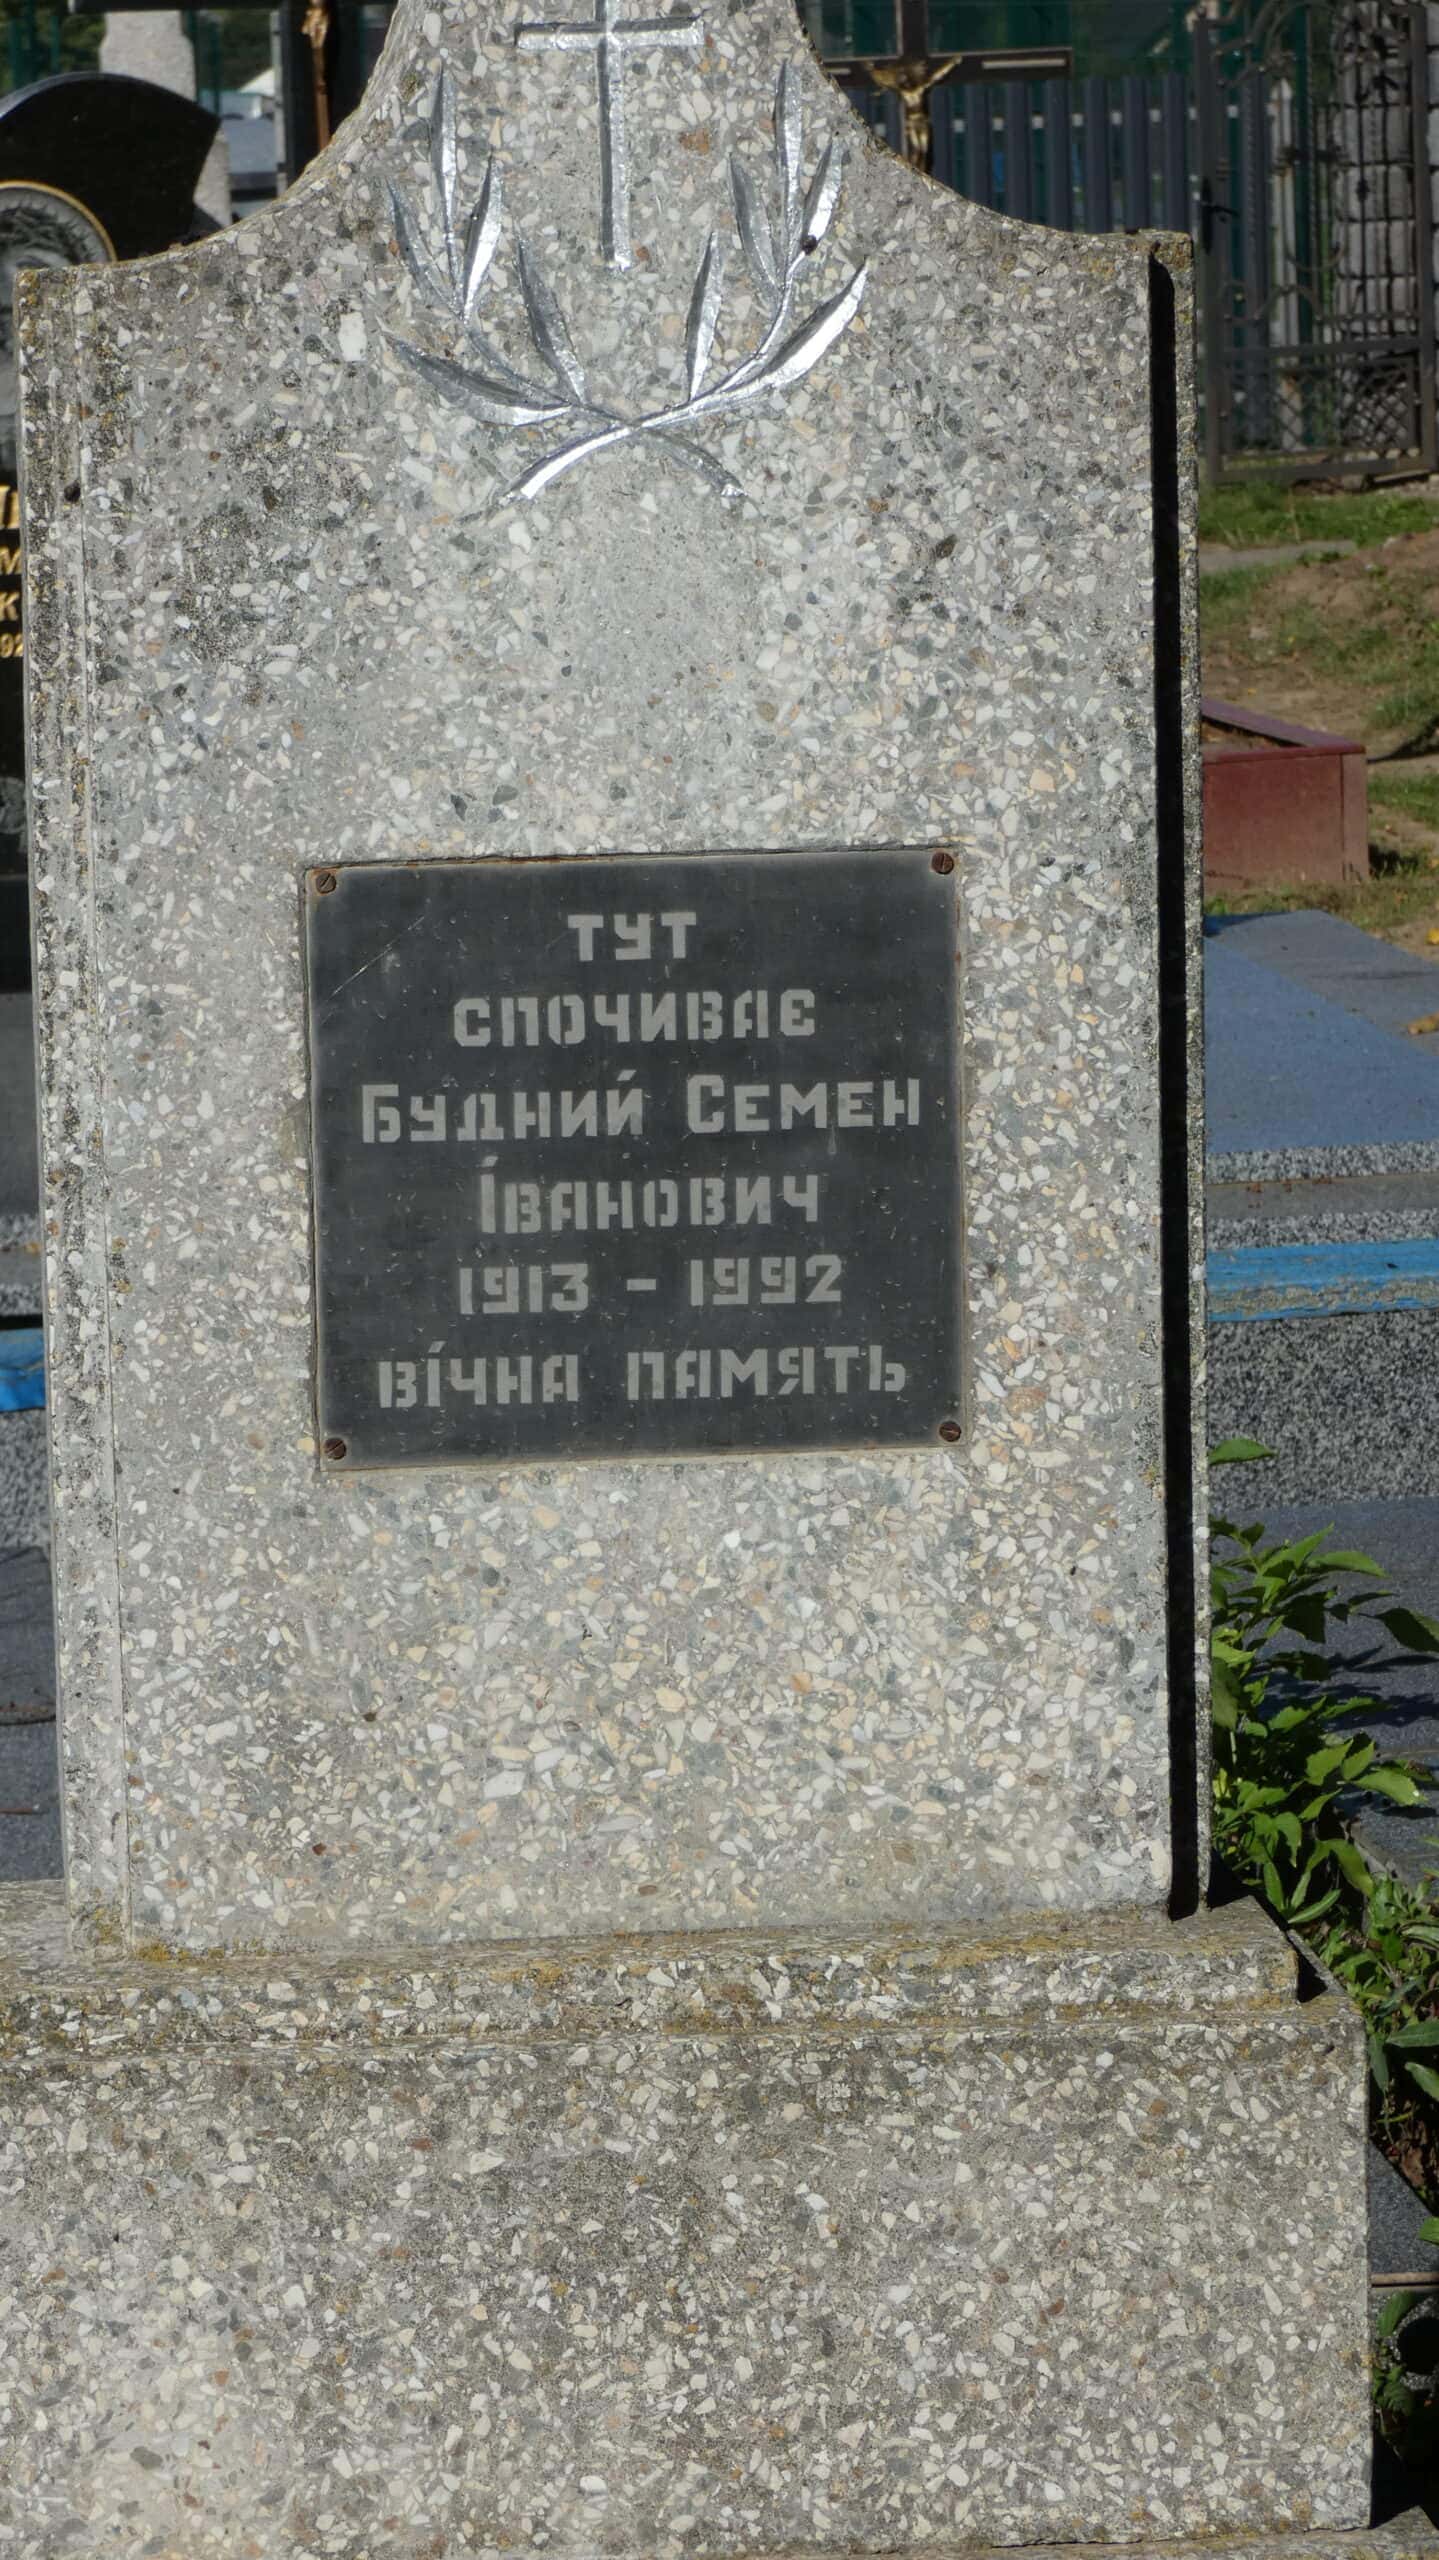 ТУТ
СПОЧИВАЄ
БУДНИЙ СЕМЕН
ІВАНОВИЧ
1913 - 1992
ВІЧНА ПАМЯТЬ